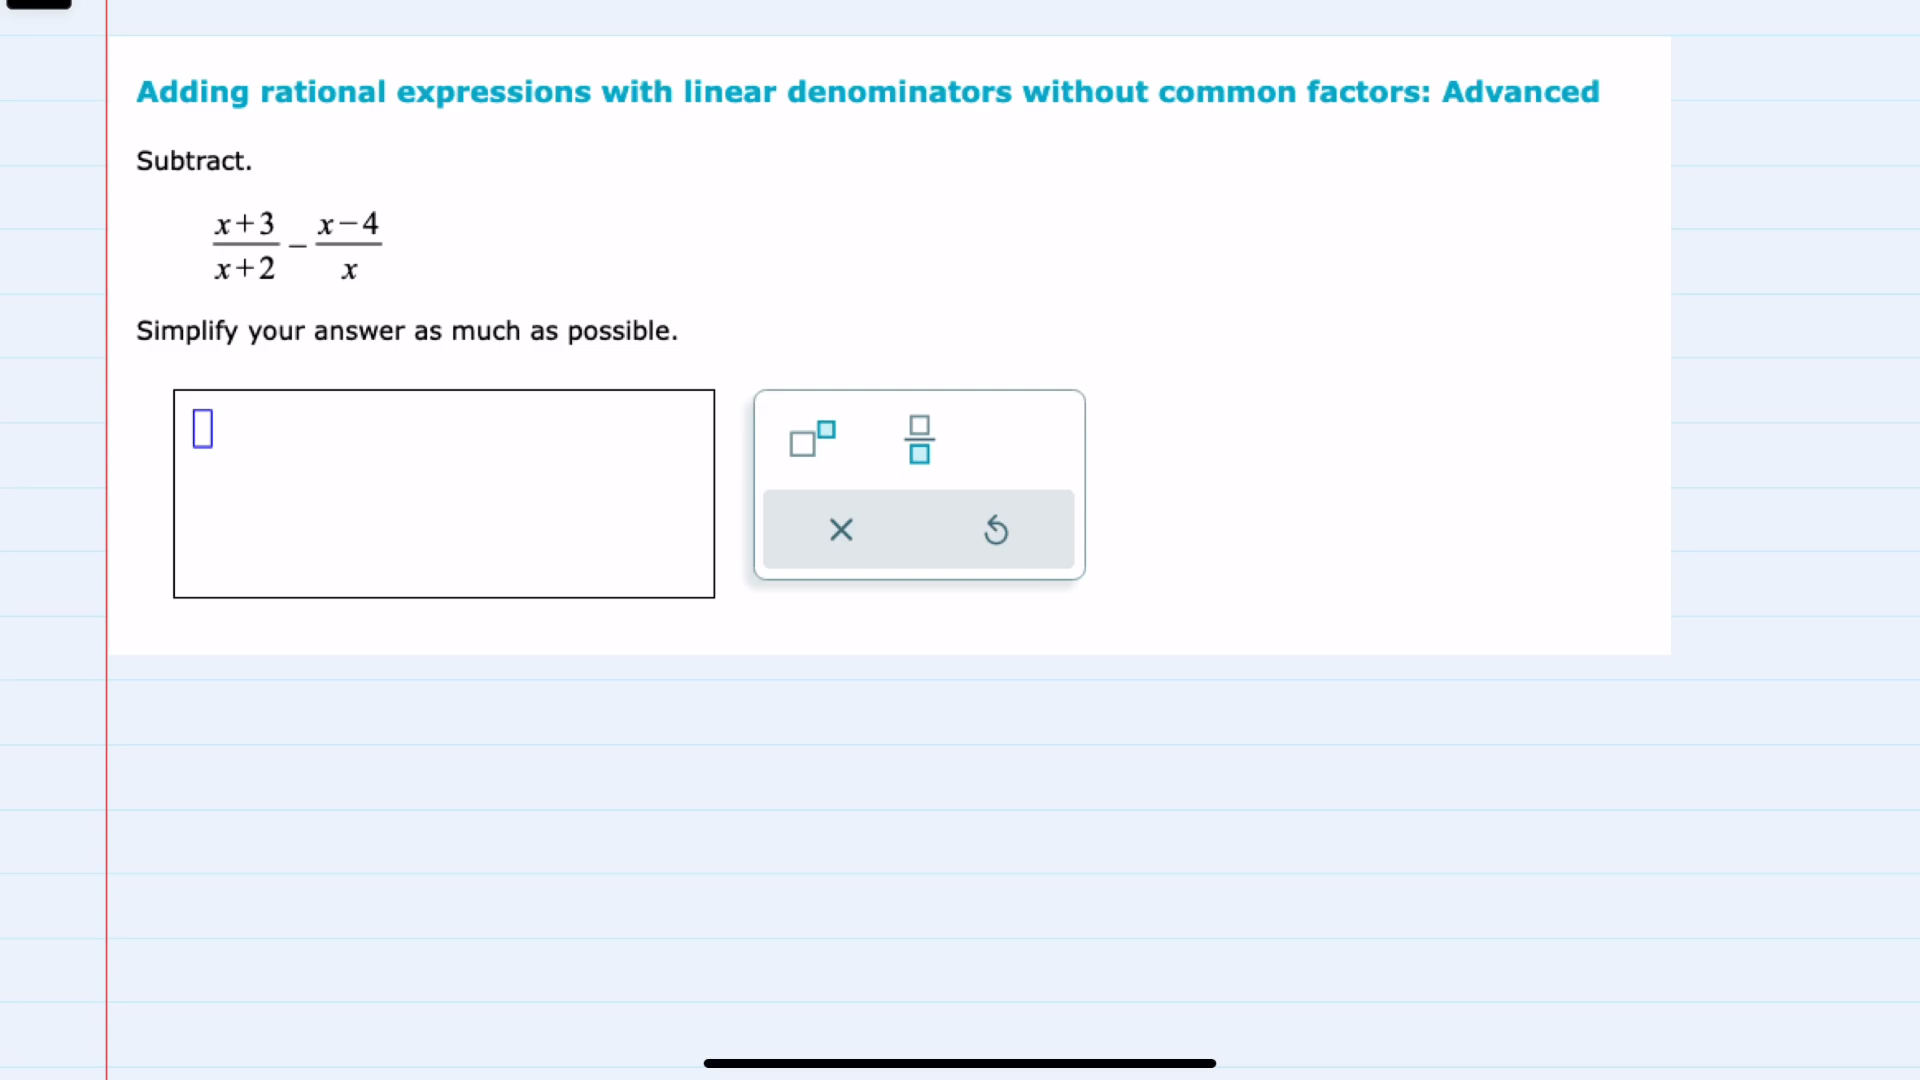 Adding rational expressions with linear denominators without common factors: Advanced
Subtract.
x+3/x+2 − x−4/x
Simplify your answer as much as possible.